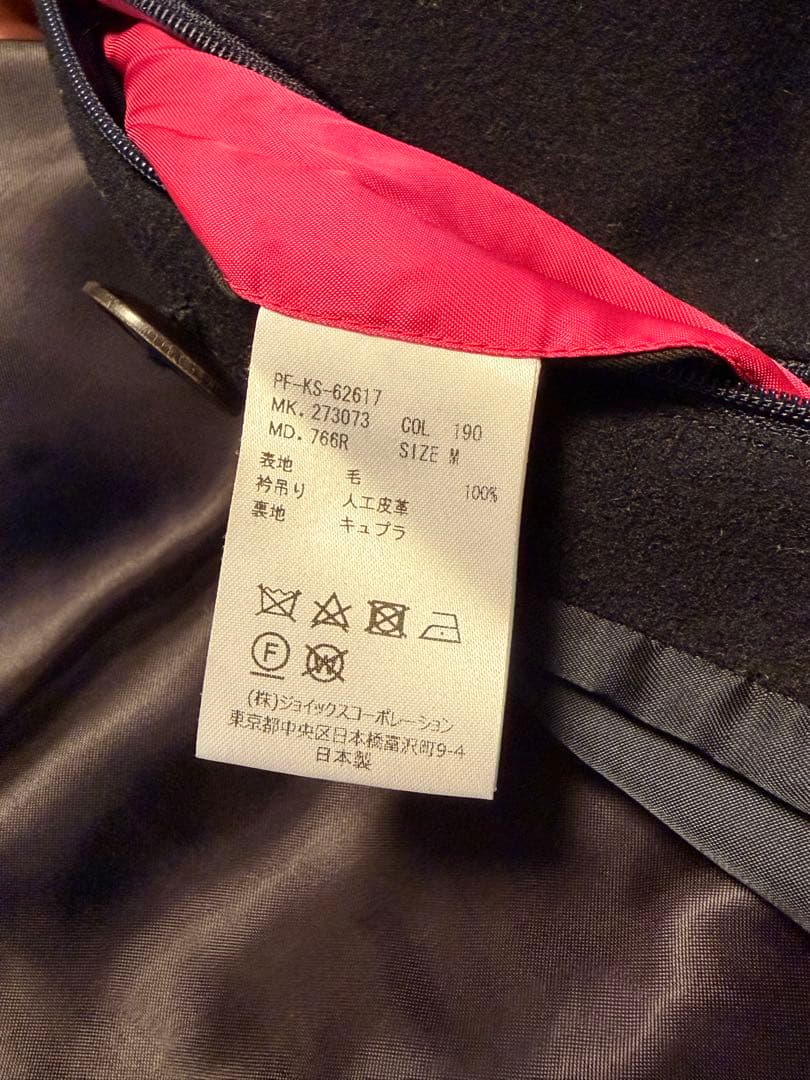 PF-KS-62617
MK. 273073 COL 190
MD. 766R SIZE M
表地 毛 100%
衿吊り 人工皮革
裏地 キュプラ
F
W
(株)ジョイックスコーポレーション
東京都中央区日本橋富沢町9-4
日本製